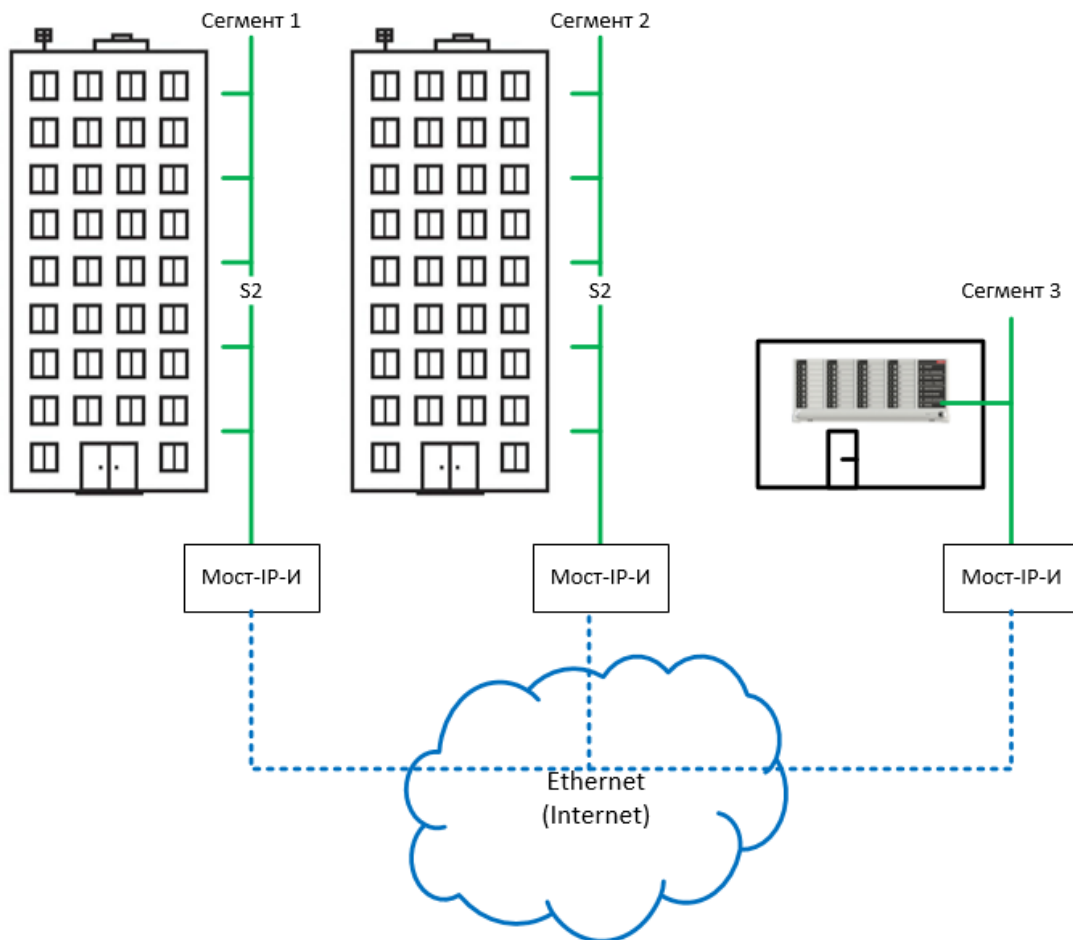 Сегмент 1
Сегмент 2
S2
S2
Сегмент 3
Мост-IP-И
Мост-IP-И
Мост-IP-И
Ethernet
(Internet)